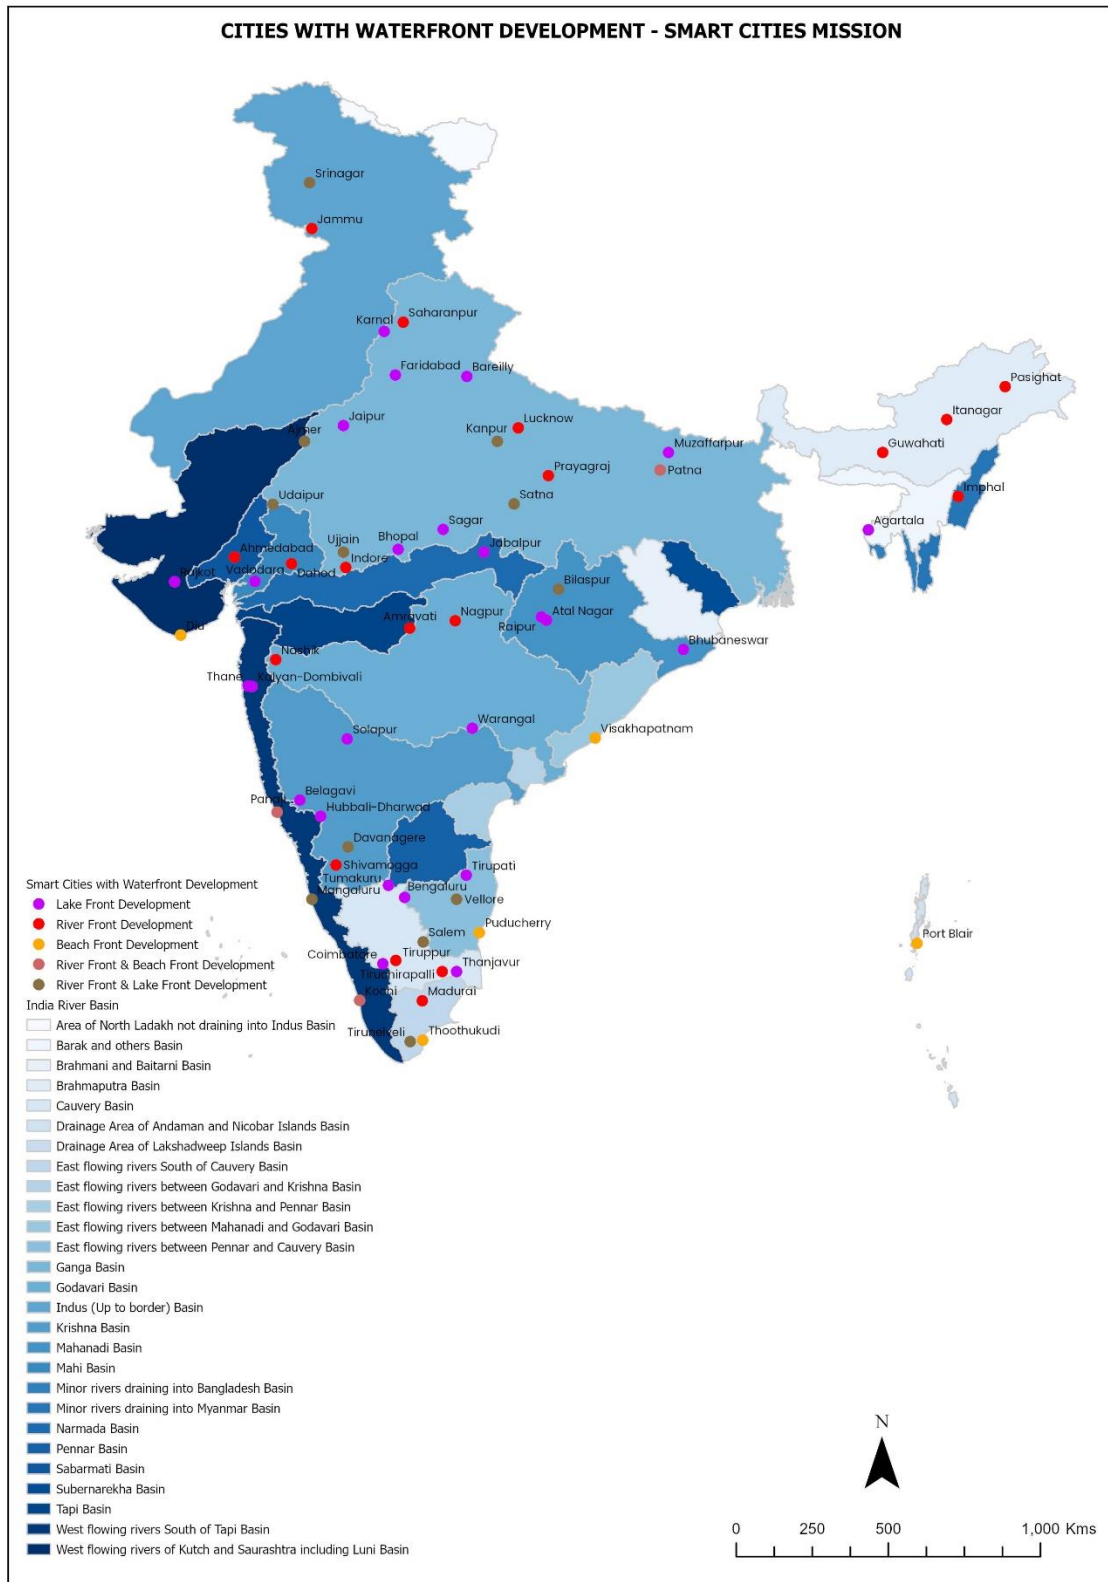 CITIES WITH WATERFRONT DEVELOPMENT - SMART CITIES MISSION
Srinagar
Jammu
Saharanpur
Karnal
Faridabad
Bareilly
Pasighat
Itanagar
Jaipur
Lucknow
Ajmer
Kanpur
Muzaffarpur
Guwahati
Patna
Prayagraj
Imphal
Udaipur
Satna
Agartala
Sagar
Bhopal
Ujjain
Jabalpur
Ahmedabad
Indore
Dahod
Vadodara
Rajkot
Bilaspur
Atal Nagar
Raipur
Amravati
Nagpur
Diu
Bhubaneswar
Nashik
Thane
Kalyan-Dombivali
Warangal
Visakhapatnam
Solapur
Belagavi
Panaji
Hubbali-Dharwad
Davanagere
Shivamogga
Tirupati
Tumakuru
Bengaluru
Mangaluru
Vellore
Puducherry
Port Blair
Salem
Coimbatore
Tiruppur
Thanjavur
Tiruchirapalli
Kochi
Madurai
Tirunelveli
Thoothukudi
Smart Cities with Waterfront Development
Lake Front Development
River Front Development
Beach Front Development
River Front & Beach Front Development
River Front & Lake Front Development
India River Basin
Area of North Ladakh not draining into Indus Basin
Barak and others Basin
Brahmani and Baitarni Basin
Brahmaputra Basin
Cauvery Basin
Drainage Area of Andaman and Nicobar Islands Basin
Drainage Area of Lakshadweep Islands Basin
East flowing rivers South of Cauvery Basin
East flowing rivers between Godavari and Krishna Basin
East flowing rivers between Krishna and Pennar Basin
East flowing rivers between Mahanadi and Godavari Basin
East flowing rivers between Pennar and Cauvery Basin
Ganga Basin
Godavari Basin
Indus (Up to border) Basin
Krishna Basin
Mahanadi Basin
Mahi Basin
Minor rivers draining into Bangladesh Basin
Minor rivers draining into Myanmar Basin
Narmada Basin
Pennar Basin
Sabarmati Basin
Subernarekha Basin
Tapi Basin
West flowing rivers South of Tapi Basin
West flowing rivers of Kutch and Saurashtra including Luni Basin
N
0 250 500 1,000 Kms